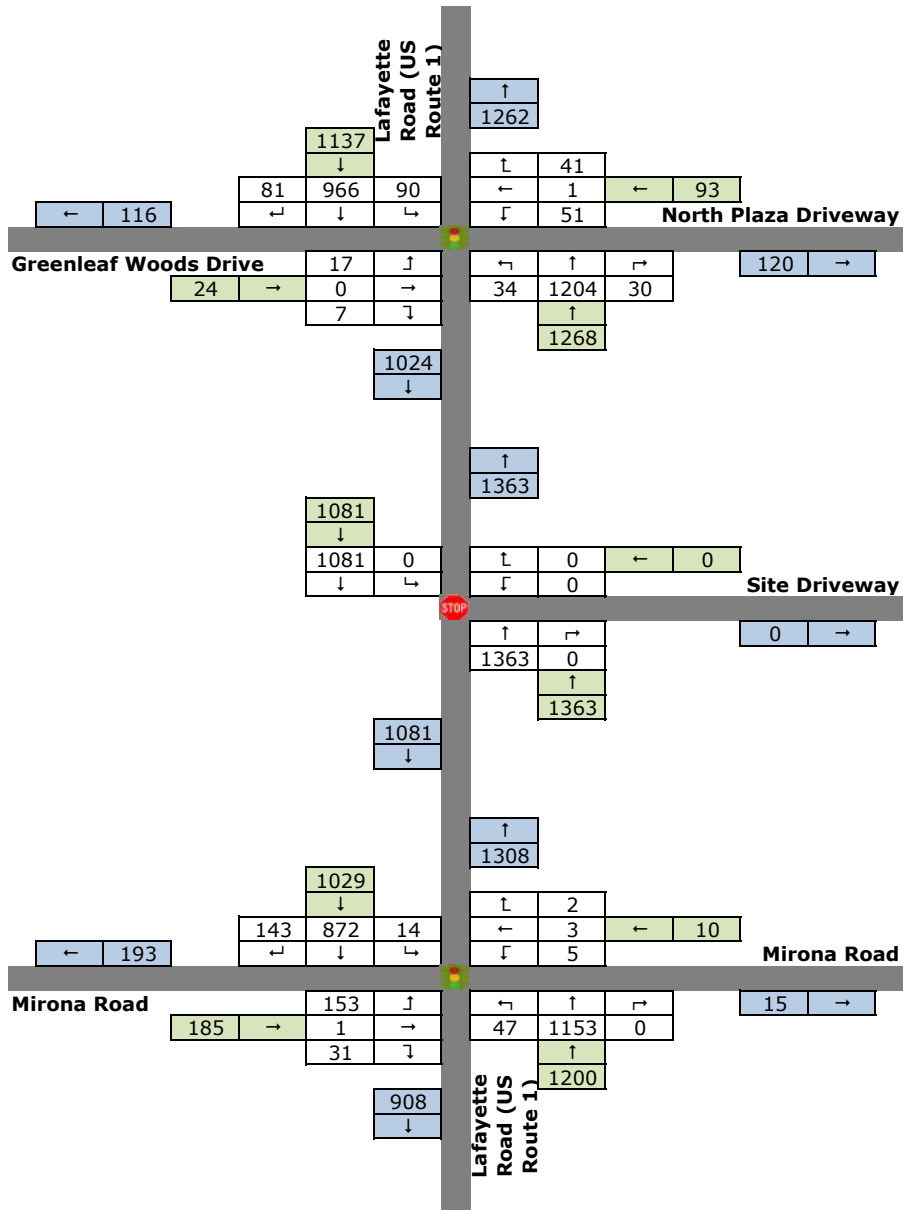 Lafayette
Road (US
Route 1)
↑
1262
1137
↓
81 966 90
↵ ↓ ↳
↑ 41
← 1 ← 93
↓ 51
← 116
North Plaza Driveway
Greenleaf Woods Drive
17 ↑
24 → 0 →
7 ↓
↰ ↑ ↱
34 1204 30
↑
1268
120 →
1024
↓
↑
1363
1081
↓
1081 0
↓ ↳
↑ 0 ← 0
↓ 0
Site Driveway
STOP
↑ ↱
1363 0
↑
1363
0 →
1081
↓
↑
1308
1029
↓
143 872 14
↵ ↓ ↳
↑ 2
← 3 ← 10
↓ 5
← 193
Mirona Road
Mirona Road
153 ↑
185 → 1 →
31 ↓
↰ ↑ ↱
47 1153 0
↑
1200
15 →
908
↓
Lafayette
Road (US
Route 1)